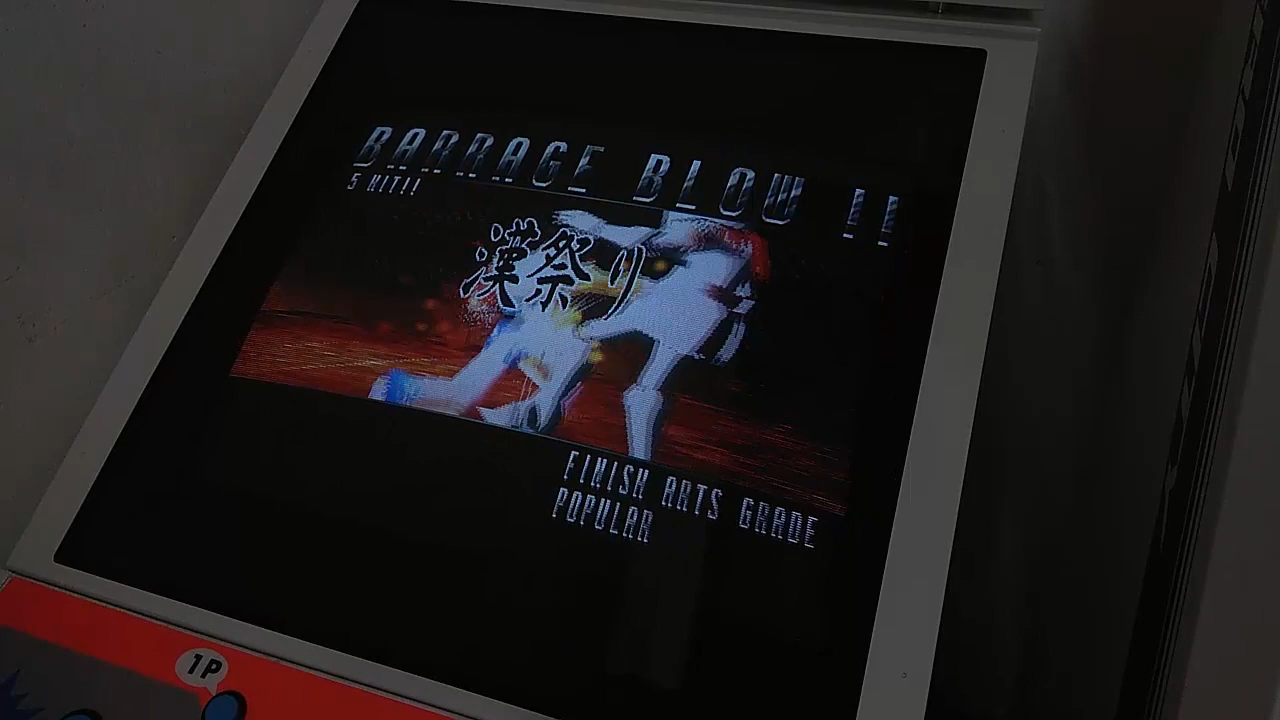 BARRAGE BLOW !!
5 HIT!!
漢祭り
FINISH ARTS GRADE
POPULAR
1P